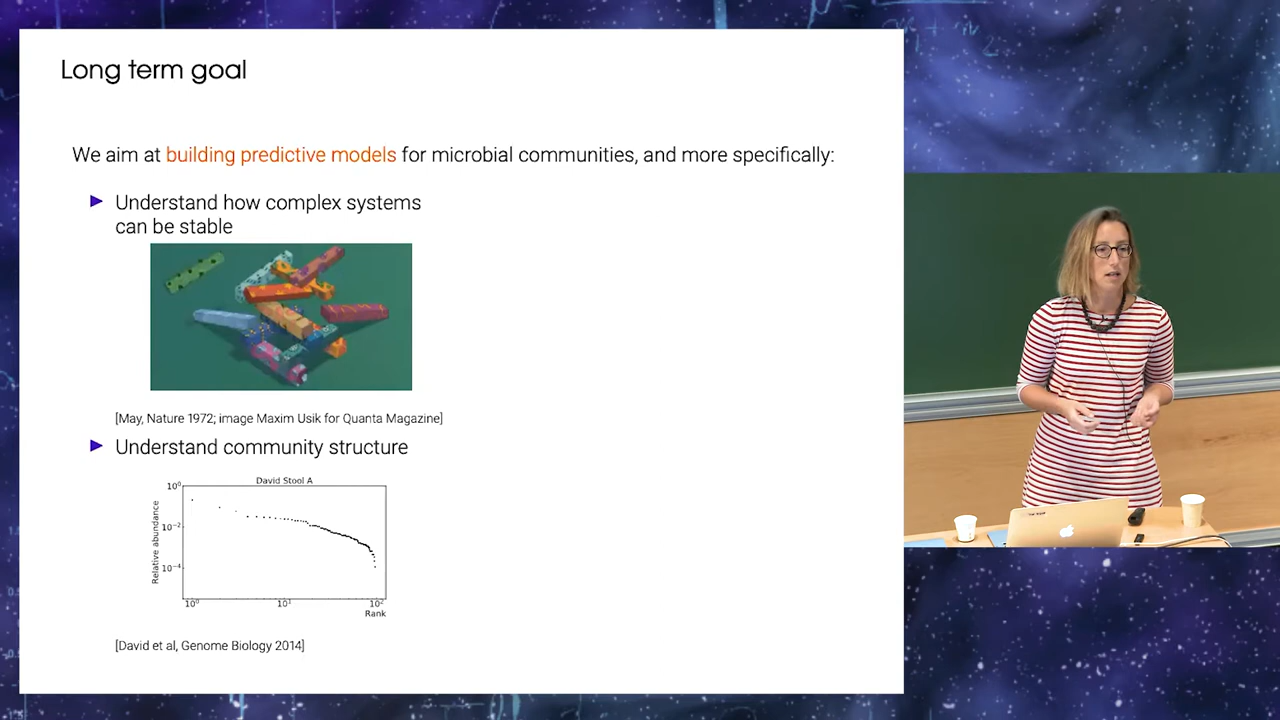 Long term goal
We aim at building predictive models for microbial communities, and more specifically:
► Understand how complex systems
can be stable
[May, Nature 1972; image Maxim Usik for Quanta Magazine]
► Understand community structure
David Stool A
Relative abundance
10⁰
10⁻²
10⁻⁴
10⁰ 10¹ 10²
Rank
[David et al, Genome Biology 2014]